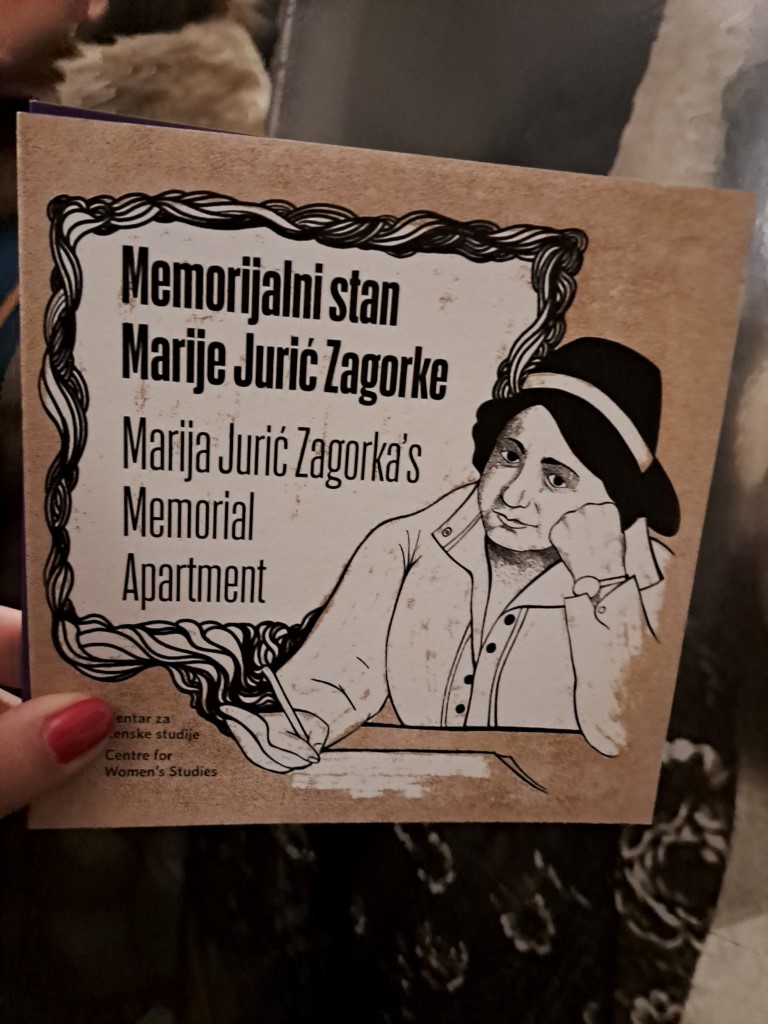 Memorijalni stan
Marije Jurić Zagorke
Marija Jurić Zagorka's
Memorial
Apartment
za
studije
Centre for
Women's Studies